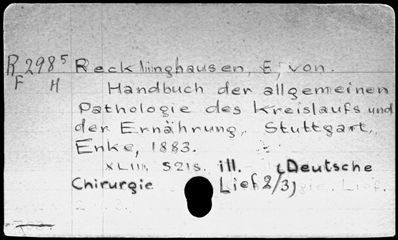 R2985 Recklinghausen, E, von.
F H Handbuch der allgemeinen
Pathologie des Kreislaufs und
der Ernährung, Stuttgart,
Enke, 1883.
XLIII, 521s. ill. (Deutsche
Chirurgie Lief 2/3)